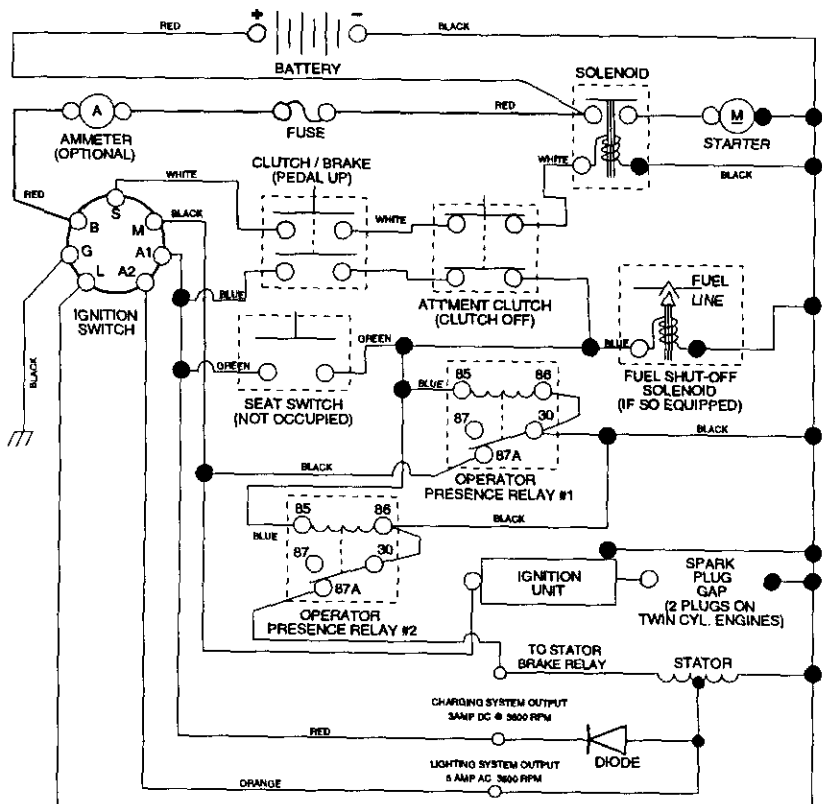 RED
+
−
BLACK
BATTERY
SOLENOID
A
RED
M
AMMETER
(OPTIONAL)
FUSE
STARTER
CLUTCH / BRAKE
(PEDAL UP)
WHITE
WHITE
BLACK
RED
S
BLACK
WHITE
B
M
G
A1
L
A2
BLUE
ATT'MENT CLUTCH
(CLUTCH OFF)
FUEL
LINE
IGNITION
SWITCH
GREEN
GREEN
BLUE
BLACK
SEAT SWITCH
(NOT OCCUPIED)
BLUE
85
86
FUEL SHUT-OFF
SOLENOID
(IF SO EQUIPPED)
87
30
BLACK
87A
BLACK
OPERATOR
PRESENCE RELAY #1
85
86
BLACK
BLUE
87
30
87A
IGNITION
UNIT
SPARK
PLUG
GAP
(2 PLUGS ON
TWIN CYL. ENGINES)
OPERATOR
PRESENCE RELAY #2
TO STATOR
BRAKE RELAY
STATOR
CHARGING SYSTEM OUTPUT
3AMP DC @ 3600 RPM
RED
DIODE
LIGHTING SYSTEM OUTPUT
5 AMP AC 3600 RPM
ORANGE